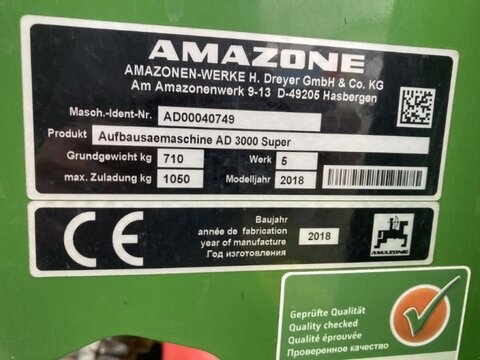 AMAZONE
AMAZONEN-WERKE H. Dreyer GmbH & Co. KG
Am Amazonenwerk 9-13 D-49205 Hasbergen
Masch.-Ident-Nr. AD00040749
Produkt Aufbausaemaschine AD 3000 Super
Grundgewicht kg 710 Werk 5
max. Zuladung kg 1050 Modelljahr 2018
CE
Baujahr
année de fabrication
year of manufacture
Год изготовления
2018
AMAZONE
Geprüfte Qualität
Quality checked
Qualité éprouvée
Проверенное качество